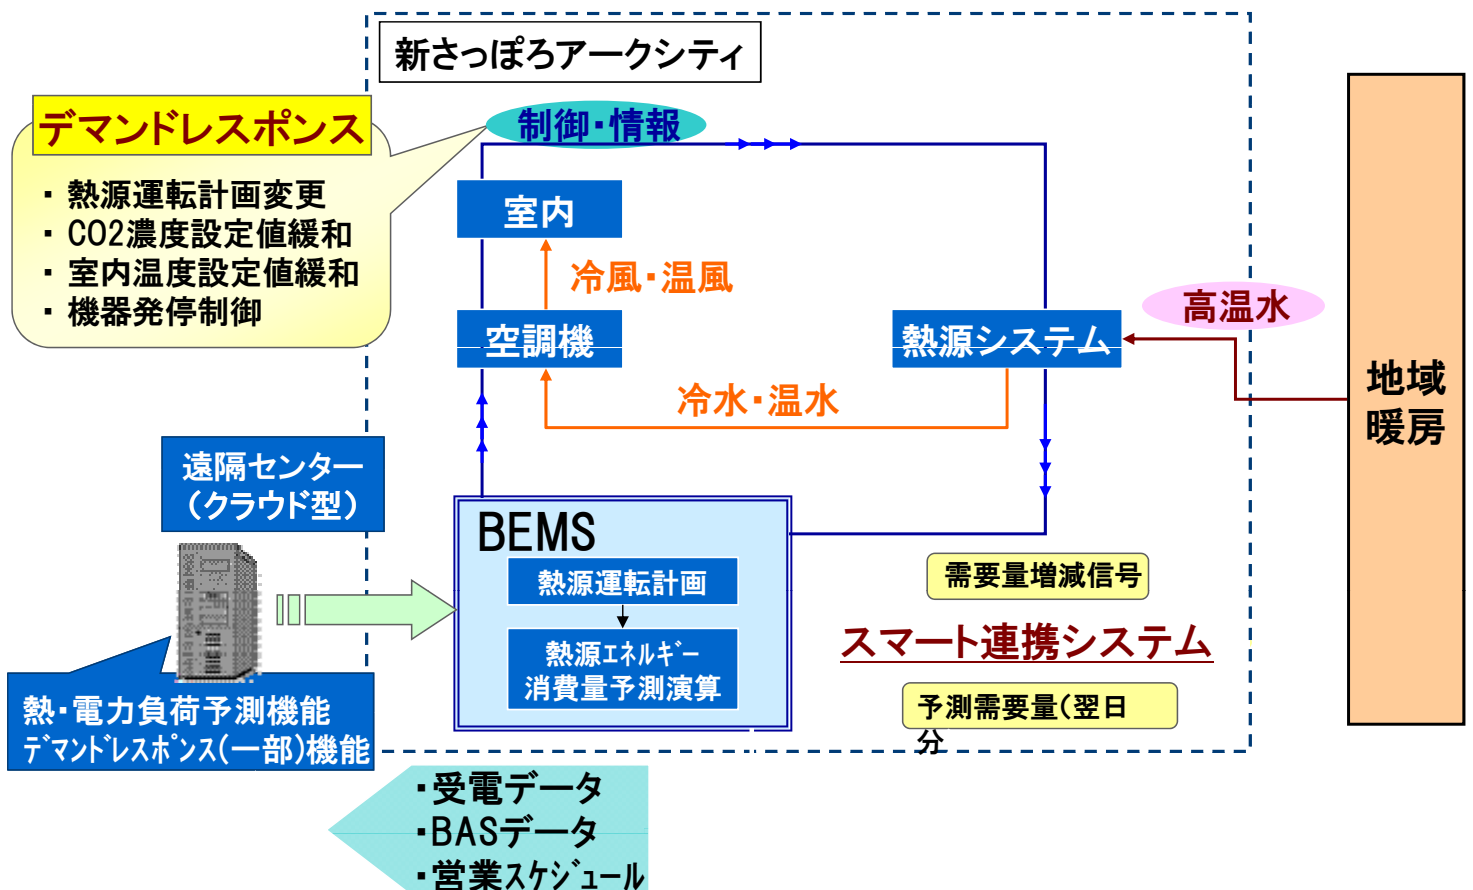 新さっぽろアークシティ
デマンドレスポンス
・ 熱源運転計画変更
・ CO2濃度設定値緩和
・ 室内温度設定値緩和
・ 機器発停制御
制御・情報
室内
冷風・温風
空調機
熱源システム
高温水
冷水・温水
地域
暖房
遠隔センター
（クラウド型）
BEMS
熱源運転計画
熱源ｴﾈﾙｷﾞｰ
消費量予測演算
需要量増減信号
スマート連携システム
予測需要量(翌日
分
熱・電力負荷予測機能
ﾃﾞﾏﾝﾄﾞﾚｽﾎﾟﾝｽ(一部)機能
・受電データ
・BASデータ
・営業ｽｹｼﾞｭｰﾙ